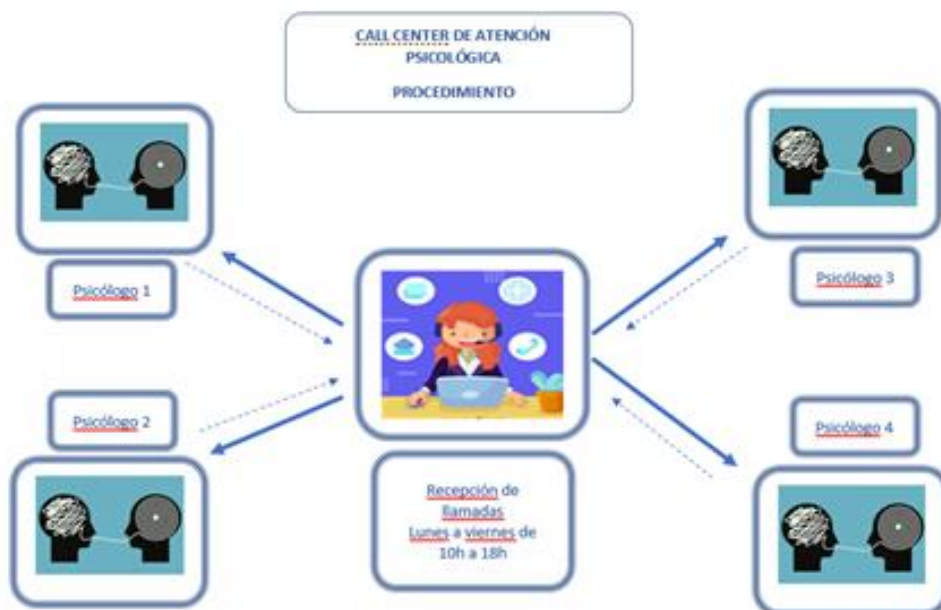 CALL CENTER DE ATENCIÓN
PSICOLÓGICA
PROCEDIMIENTO
Psicólogo 1
Psicólogo 3
Psicólogo 2
Psicólogo 4
Recepción de
llamadas
Lunes a viernes de
10h a 18h